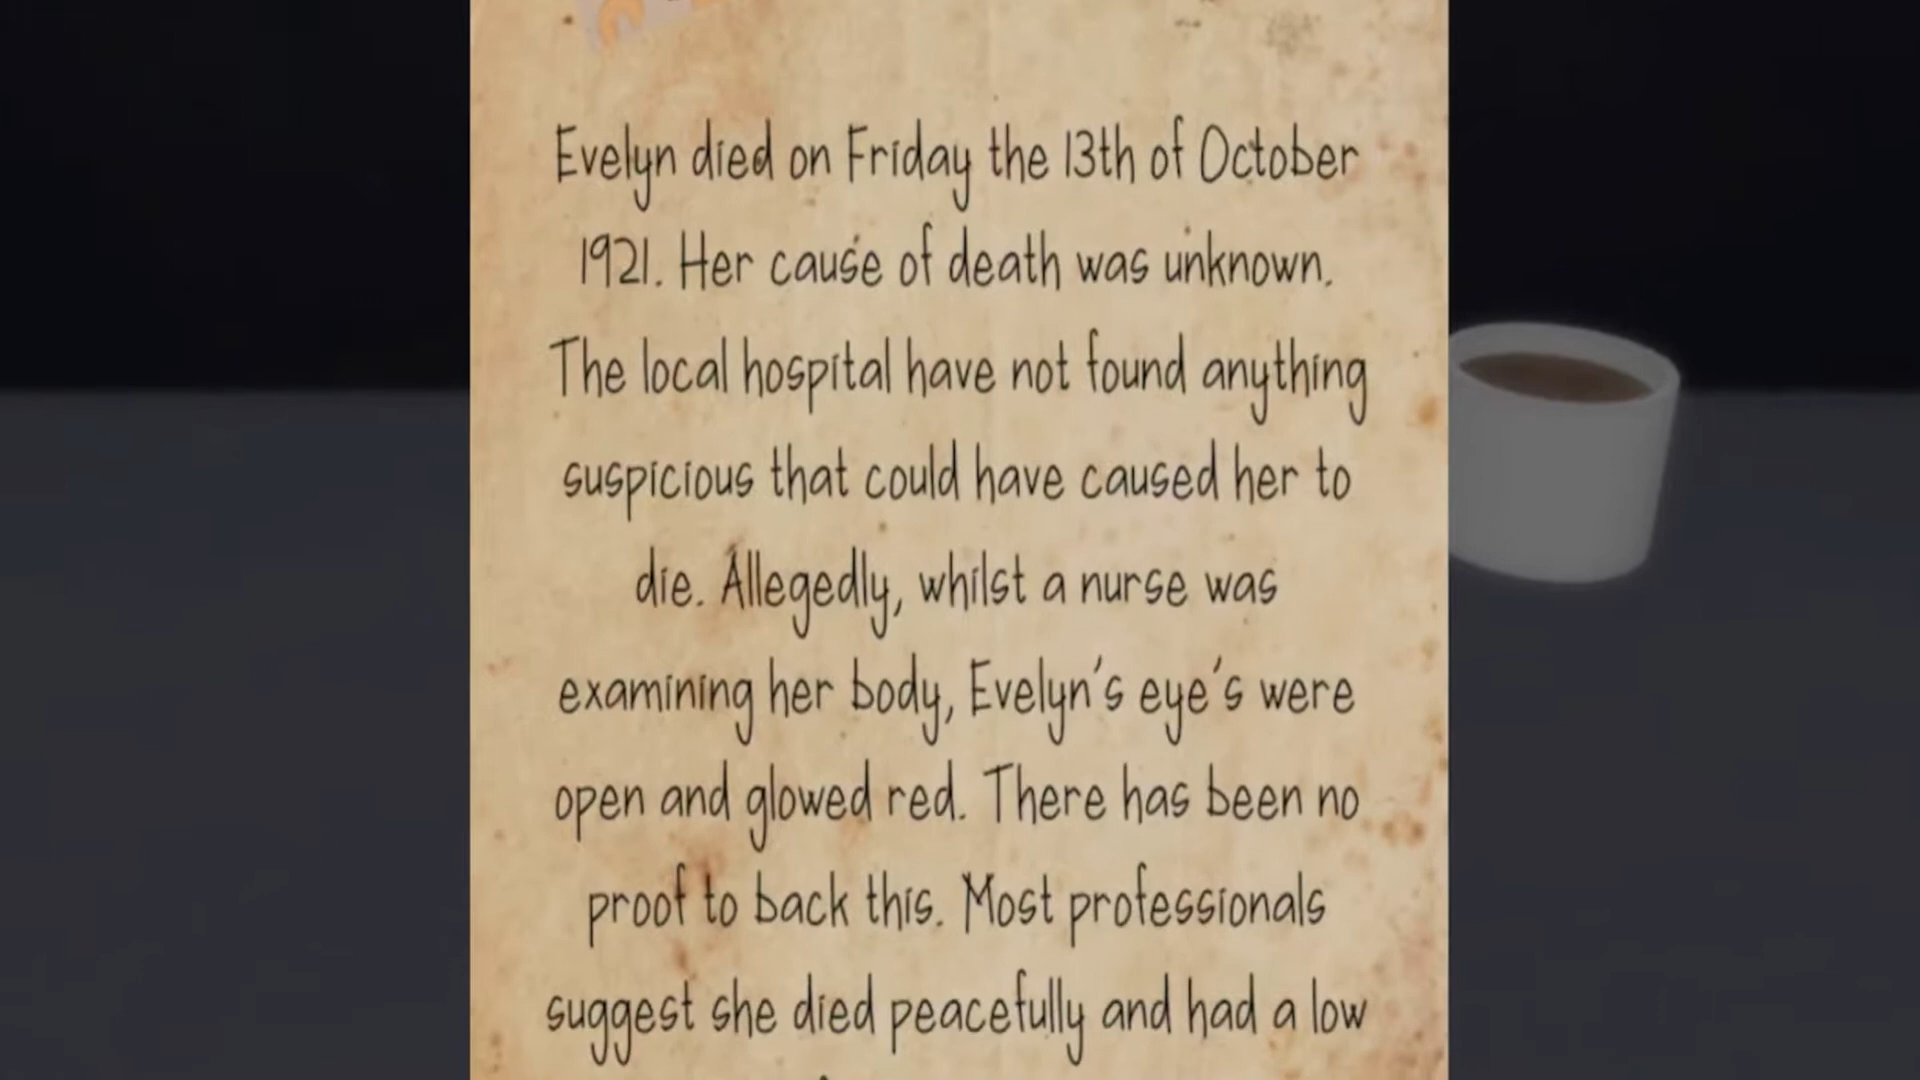 Evelyn died on Friday the 13th of October
1921. Her cause of death was unknown.
The local hospital have not found anything
suspicious that could have caused her to
die. Allegedly, whilst a nurse was
examining her body, Evelyn's eye's were
open and glowed red. There has been no
proof to back this. Most professionals
suggest she died peacefully and had a low